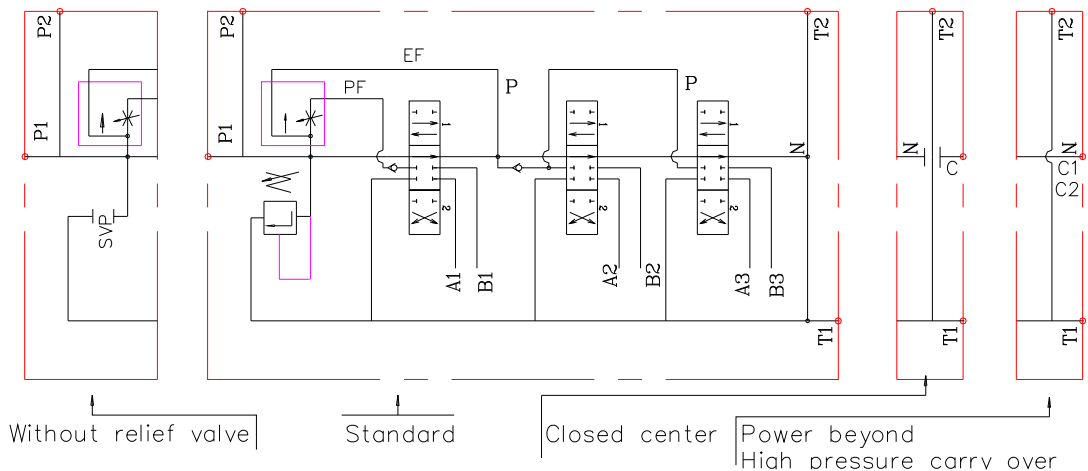 P2
P1
SVP
P2
P1
EF
PF
P
P
1
2
1
2
1
2
A1
B1
A2
B2
A3
B3
T2
N
T1
T2
N
C
T1
T2
N
C1
C2
T1
Without relief valve
Standard
Closed center
Power beyond
High pressure carry over